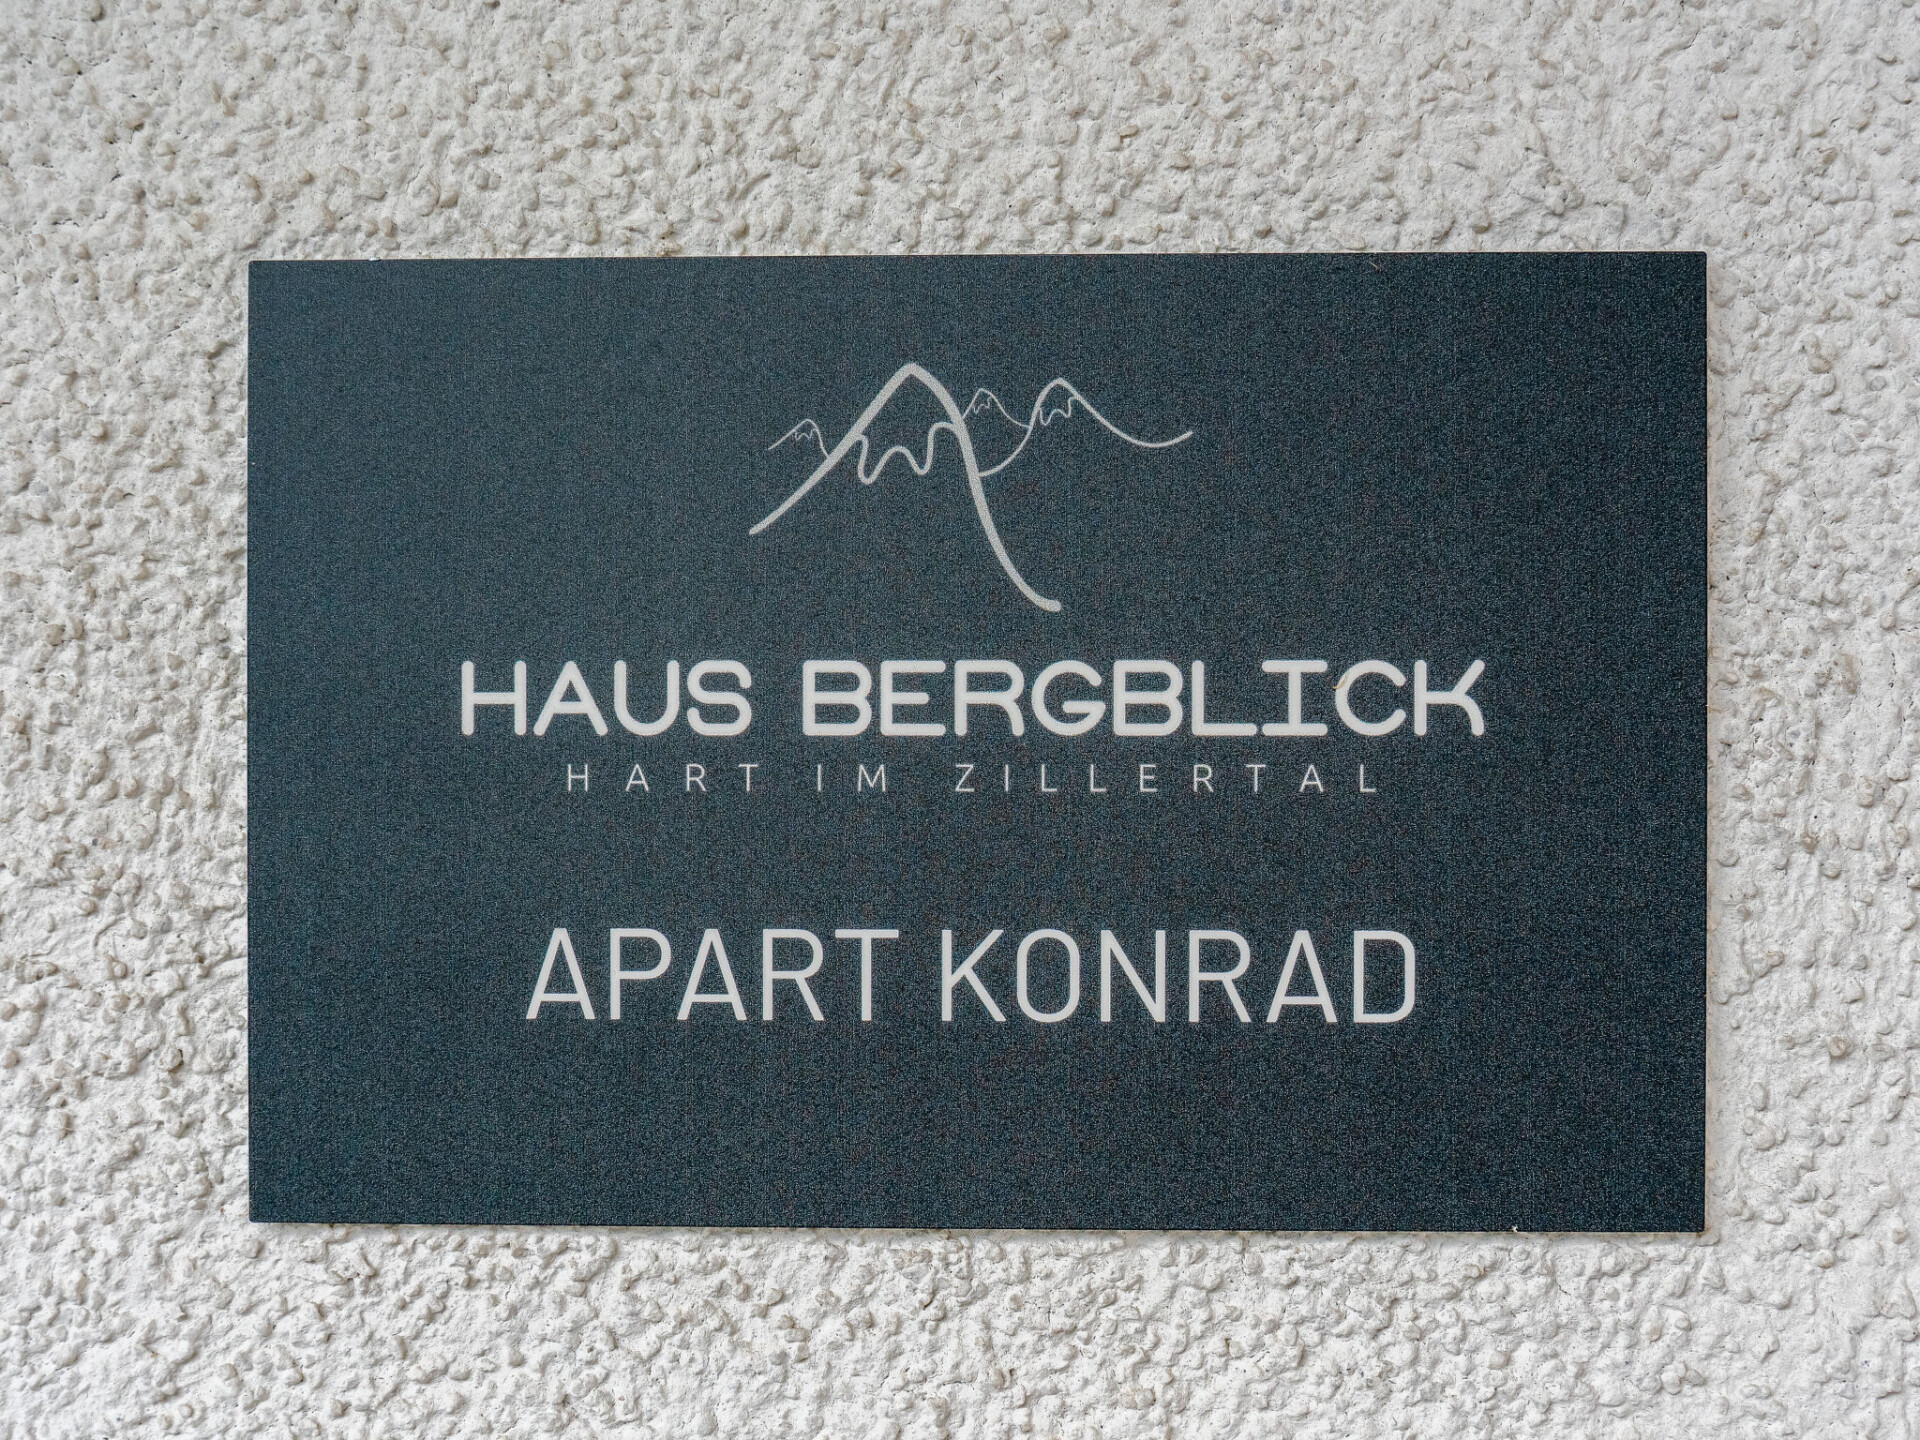 HAUS BERGBLICK
HART IM ZILLERTAL
APART KONRAD